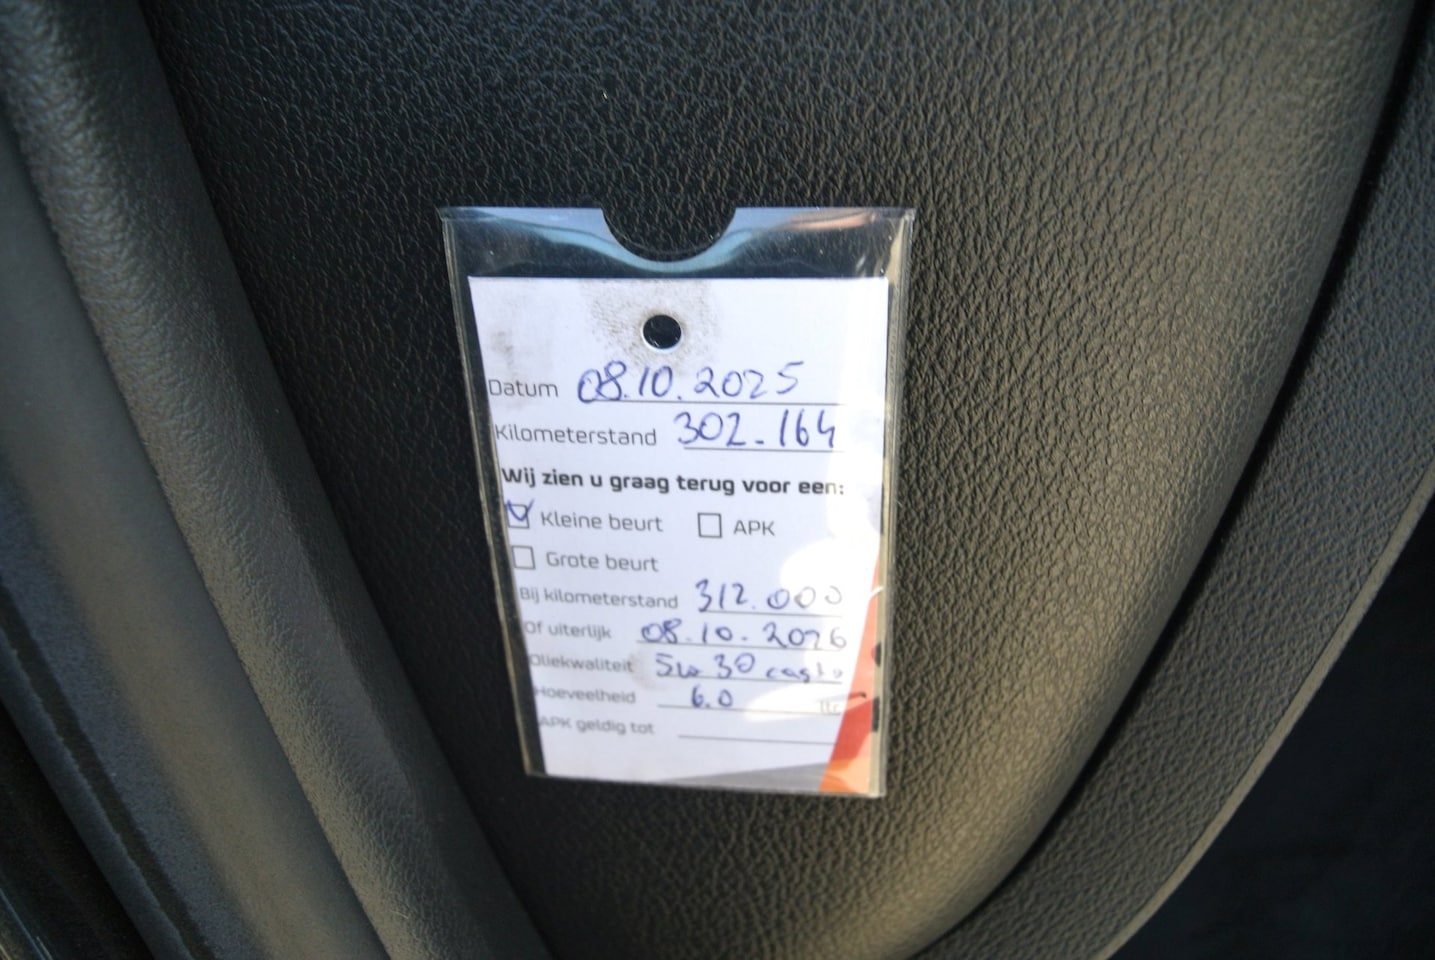 Datum 08.10.2025
Kilometerstand 302.164
Wij zien u graag terug voor een:
Kleine beurt APK
Grote beurt
Bij kilometerstand 312.000
Of uiterlijk 08.10.2026
Oliekwaliteit 5w30
Hoeveelheid 6.0 ltr
APK geldig tot